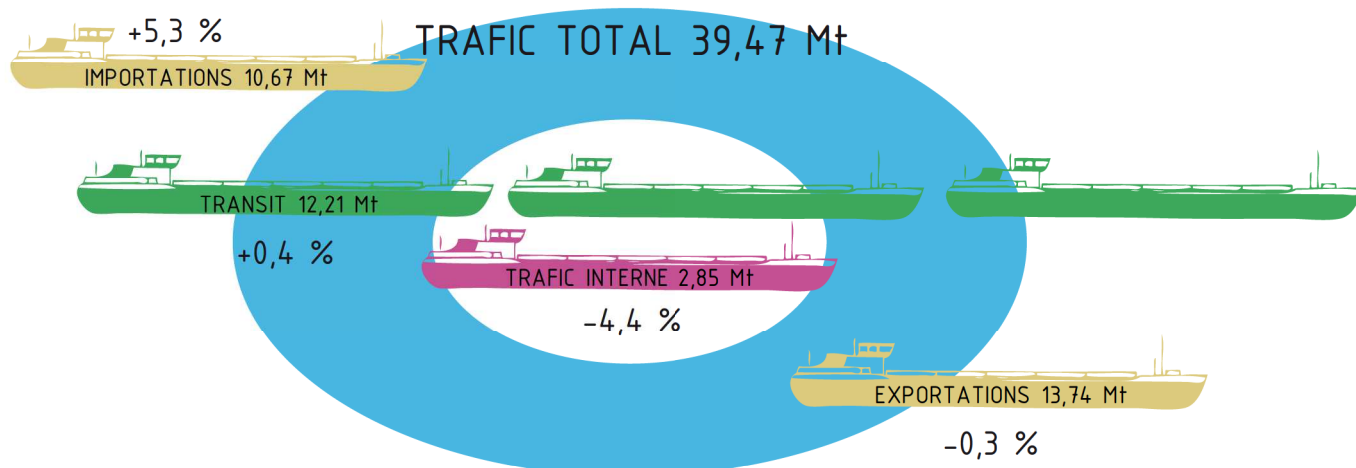 +5,3 %
TRAFIC TOTAL 39,47 Mt
IMPORTATIONS 10,67 Mt
TRANSIT 12,21 Mt
+0,4 %
TRAFIC INTERNE 2,85 Mt
-4,4 %
EXPORTATIONS 13,74 Mt
-0,3 %